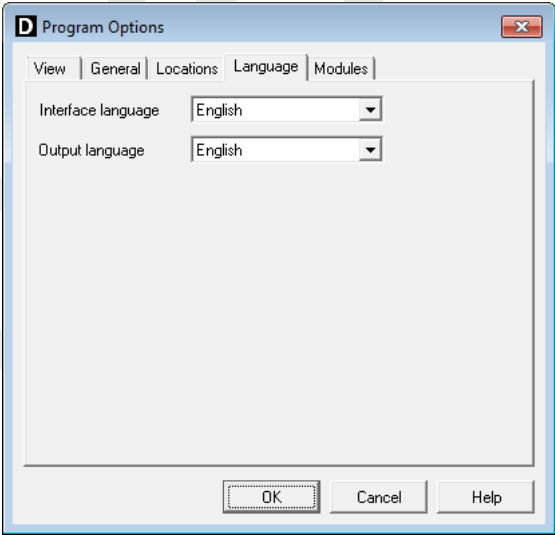 D Program Options
View General Locations Language Modules
Interface language English
Output language English
OK Cancel Help